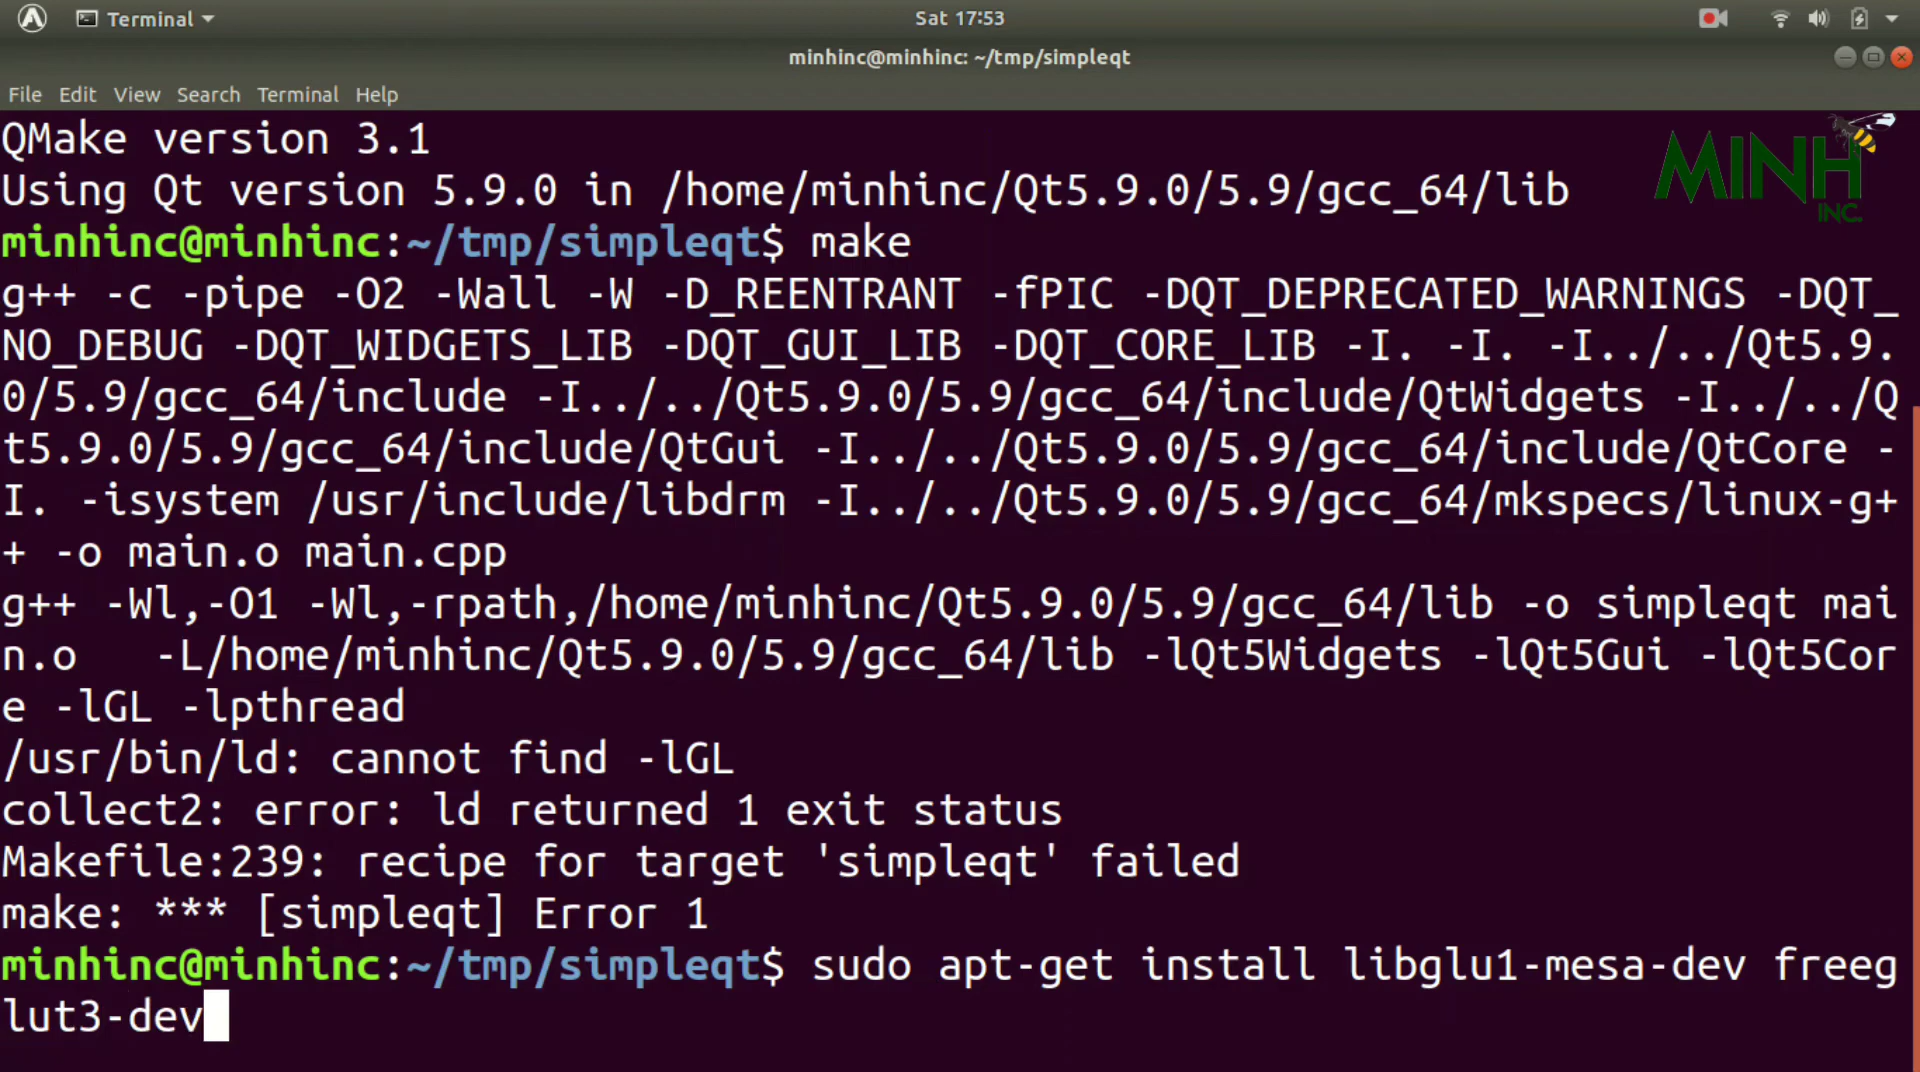 Terminal
Sat 17:53
minhinc@minhinc: ~/tmp/simpleqt
File Edit View Search Terminal Help
MINH
INC.
QMake version 3.1
Using Qt version 5.9.0 in /home/minhinc/Qt5.9.0/5.9/gcc_64/lib
minhinc@minhinc:~/tmp/simpleqt$ make
g++ -c -pipe -O2 -Wall -W -D_REENTRANT -fPIC -DQT_DEPRECATED_WARNINGS -DQT_
NO_DEBUG -DQT_WIDGETS_LIB -DQT_GUI_LIB -DQT_CORE_LIB -I. -I. -I../../Qt5.9.
0/5.9/gcc_64/include -I../../Qt5.9.0/5.9/gcc_64/include/QtWidgets -I../../Q
t5.9.0/5.9/gcc_64/include/QtGui -I../../Qt5.9.0/5.9/gcc_64/include/QtCore -
I. -isystem /usr/include/libdrm -I../../Qt5.9.0/5.9/gcc_64/mkspecs/linux-g+
+ -o main.o main.cpp
g++ -Wl,-O1 -Wl,-rpath,/home/minhinc/Qt5.9.0/5.9/gcc_64/lib -o simpleqt mai
n.o   -L/home/minhinc/Qt5.9.0/5.9/gcc_64/lib -lQt5Widgets -lQt5Gui -lQt5Cor
e -lGL -lpthread
/usr/bin/ld: cannot find -lGL
collect2: error: ld returned 1 exit status
Makefile:239: recipe for target 'simpleqt' failed
make: *** [simpleqt] Error 1
minhinc@minhinc:~/tmp/simpleqt$ sudo apt-get install libglu1-mesa-dev freeg
lut3-dev